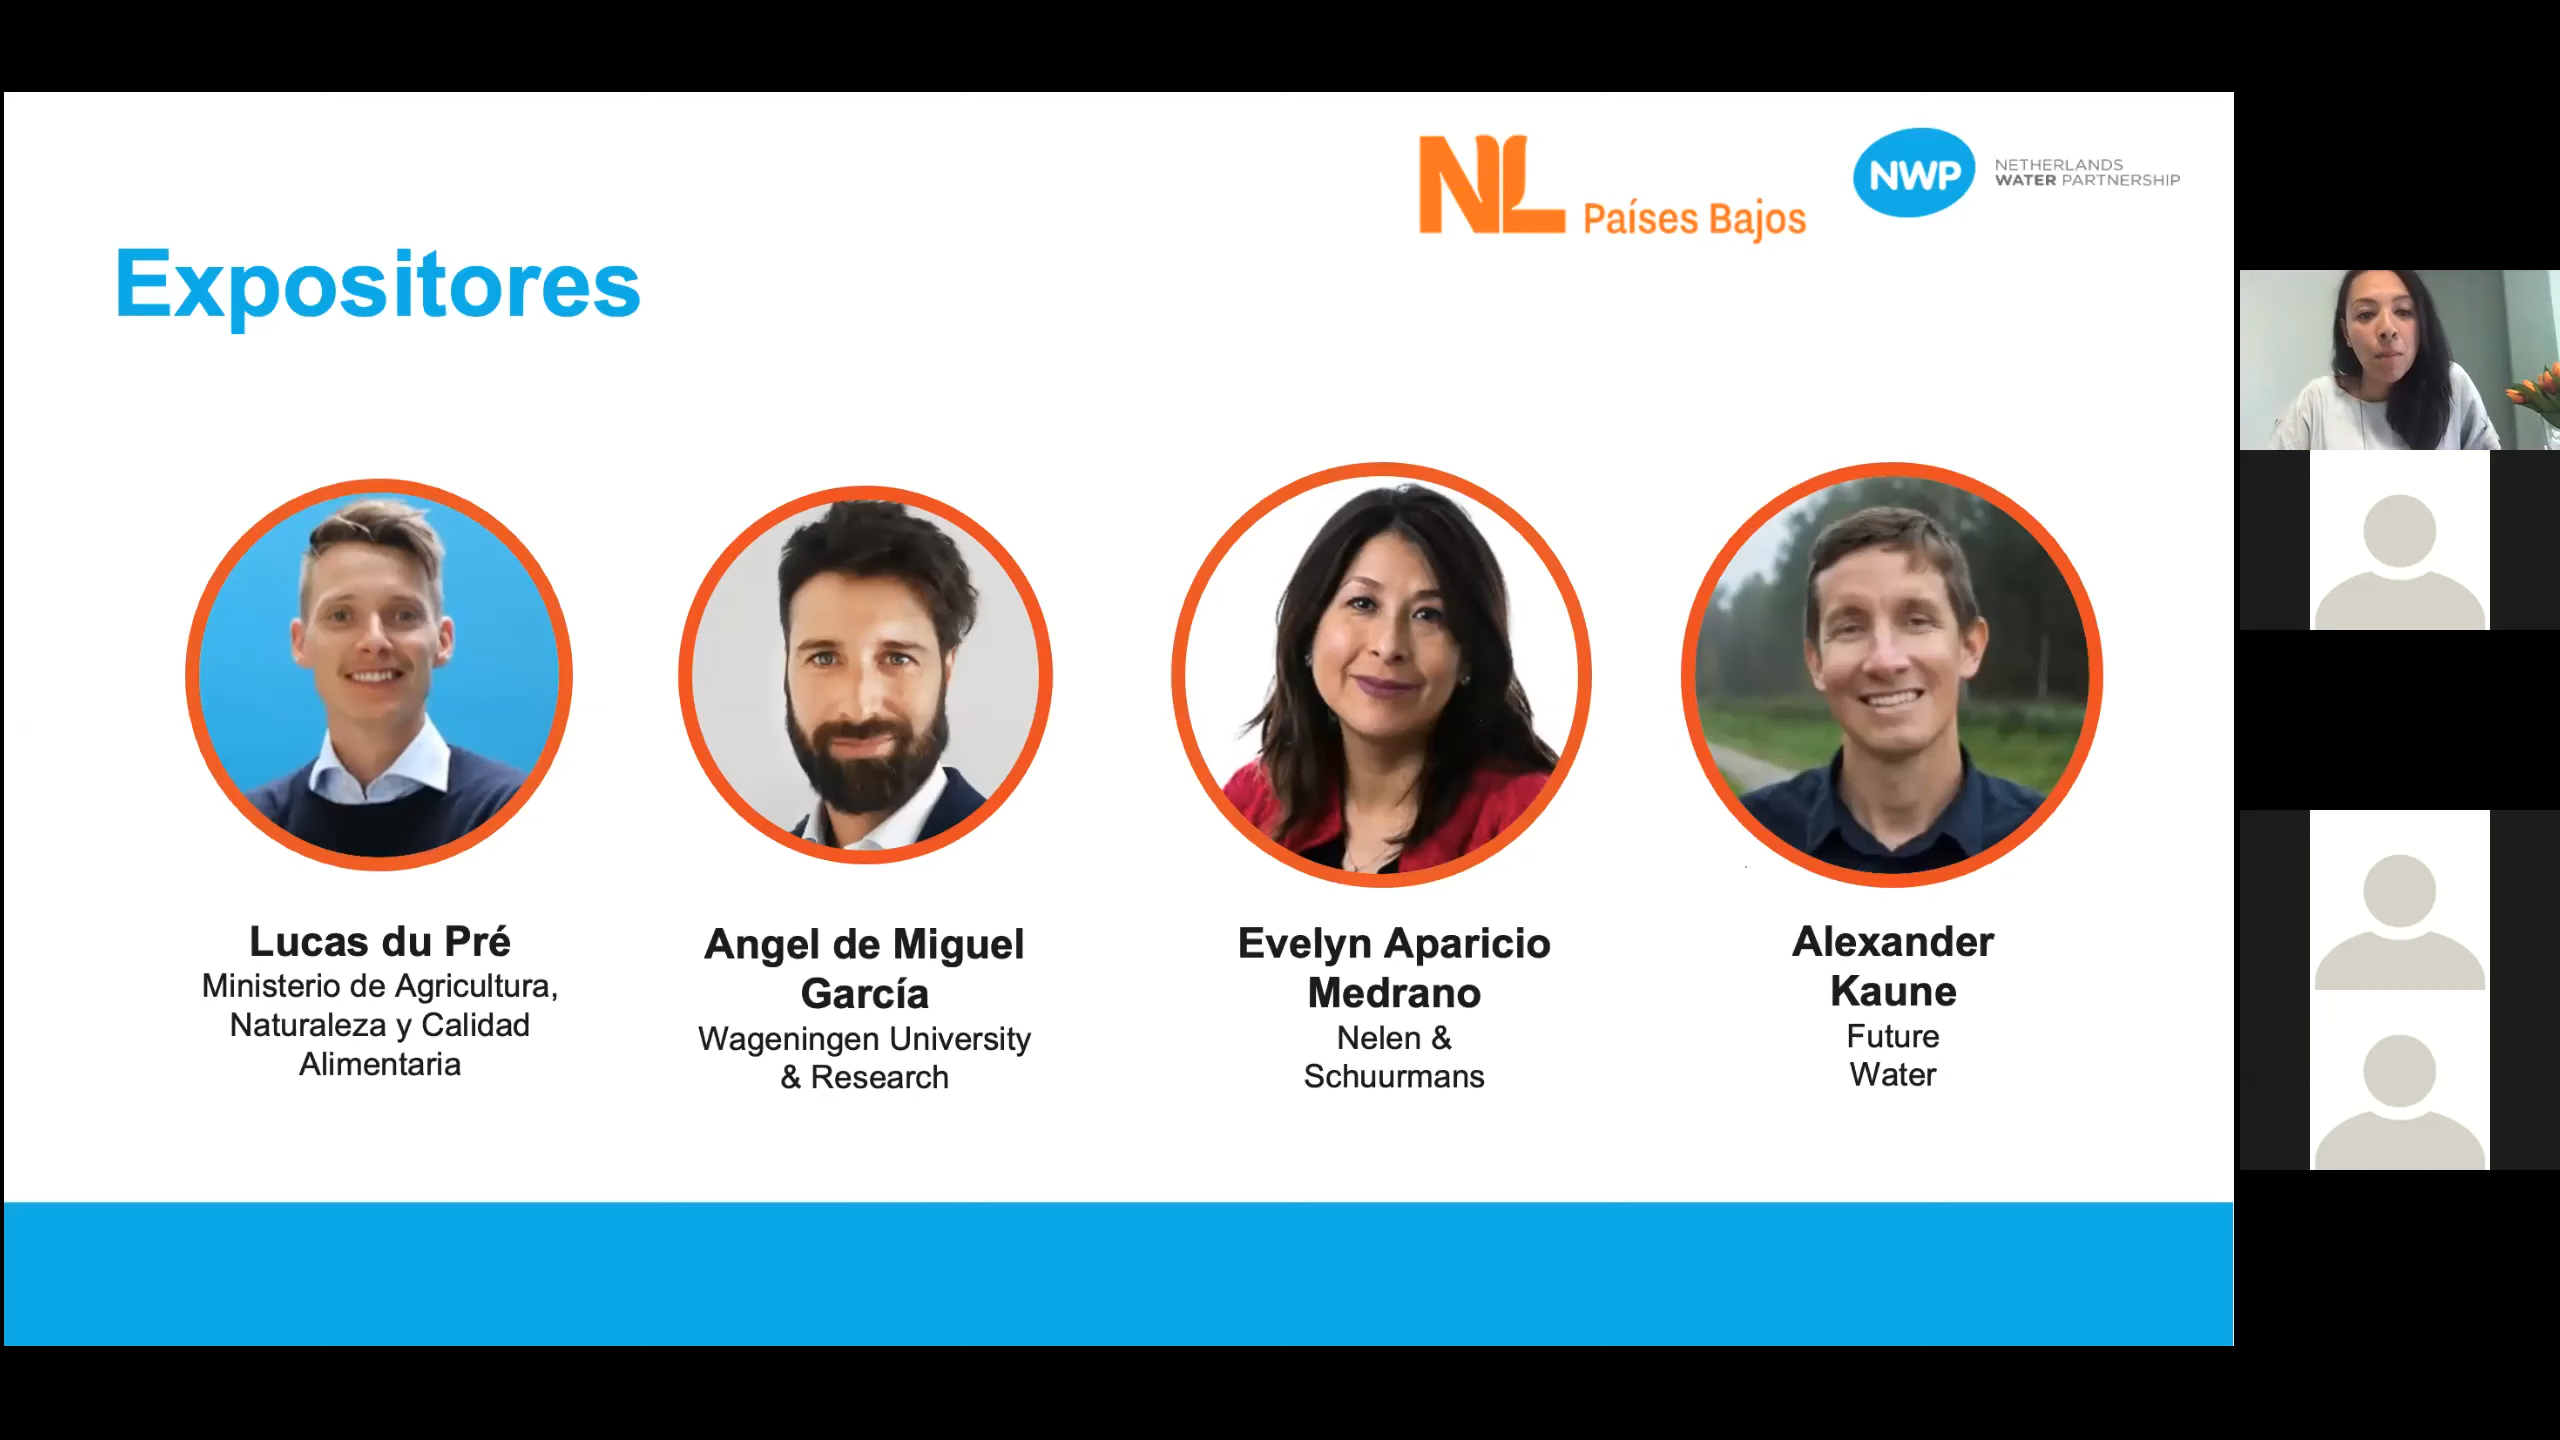 NL Países Bajos
NWP
NETHERLANDS
WATER PARTNERSHIP
Expositores
Lucas du Pré
Ministerio de Agricultura,
Naturaleza y Calidad
Alimentaria
Angel de Miguel
García
Wageningen University
& Research
Evelyn Aparicio
Medrano
Nelen &
Schuurmans
Alexander
Kaune
Future
Water